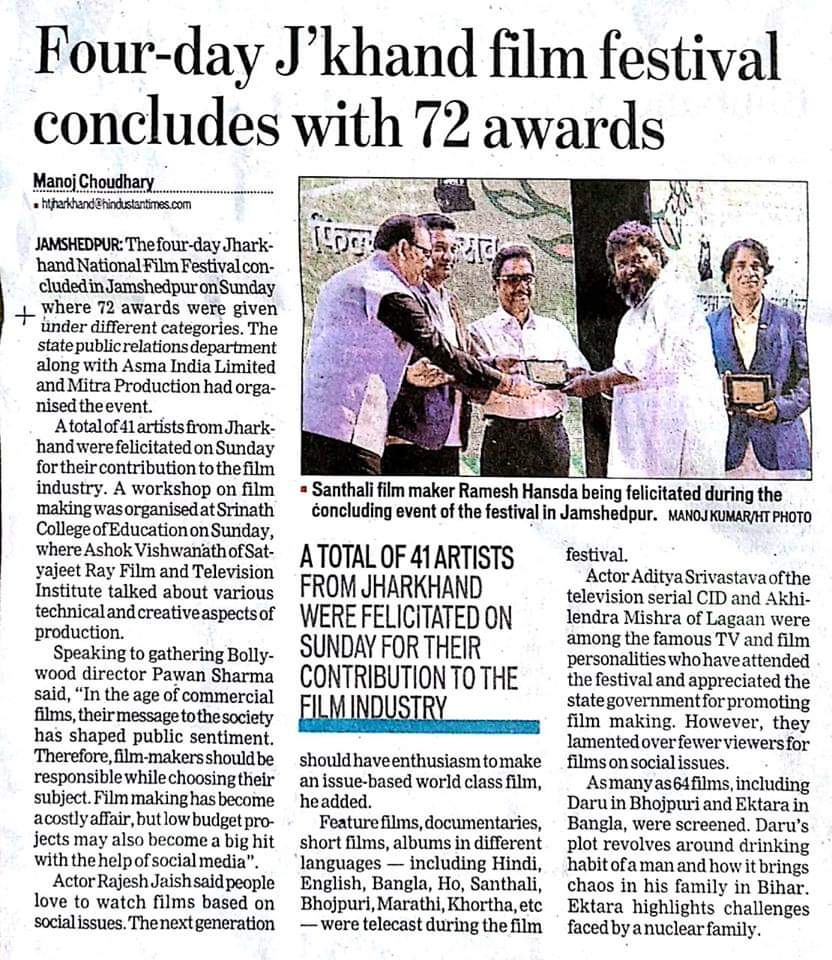 Four-day J'khand film festival
concludes with 72 awards
Manoj Choudhary
▪ htjharkhand@hindustantimes.com
JAMSHEDPUR: The four-day Jhark-
hand National Film Festival con-
cluded in Jamshedpur on Sunday
where 72 awards were given
under different categories. The
state public relations department
along with Asma India Limited
and Mitra Production had orga-
nised the event.
A total of 41 artists from Jhark-
hand were felicitated on Sunday
for their contribution to the film
industry. A workshop on film
making was organised at Srinath
College of Education on Sunday,
where Ashok Vishwanath of Sat-
yajeet Ray Film and Television
Institute talked about various
technical and creative aspects of
production.
Speaking to gathering Bolly-
wood director Pawan Sharma
said, "In the age of commercial
films, their message to the society
has shaped public sentiment.
Therefore, film-makers should be
responsible while choosing their
subject. Film making has become
a costly affair, but low budget pro-
jects may also become a big hit
with the help of social media".
Actor Rajesh Jaish said people
love to watch films based on
social issues. The next generation
▪ Santhali film maker Ramesh Hansda being felicitated during the
concluding event of the festival in Jamshedpur. MANOJ KUMAR/HT PHOTO
A TOTAL OF 41 ARTISTS
FROM JHARKHAND
WERE FELICITATED ON
SUNDAY FOR THEIR
CONTRIBUTION TO THE
FILM INDUSTRY
should have enthusiasm to make
an issue-based world class film,
he added.
Feature films, documentaries,
short films, albums in different
languages — including Hindi,
English, Bangla, Ho, Santhali,
Bhojpuri, Marathi, Khortha, etc
— were telecast during the film
festival.
Actor Aditya Srivastava of the
television serial CID and Akhi-
lendra Mishra of Lagaan were
among the famous TV and film
personalities who have attended
the festival and appreciated the
state government for promoting
film making. However, they
lamented over fewer viewers for
films on social issues.
As many as 64 films, including
Daru in Bhojpuri and Ektara in
Bangla, were screened. Daru's
plot revolves around drinking
habit of a man and how it brings
chaos in his family in Bihar.
Ektara highlights challenges
faced by a nuclear family.